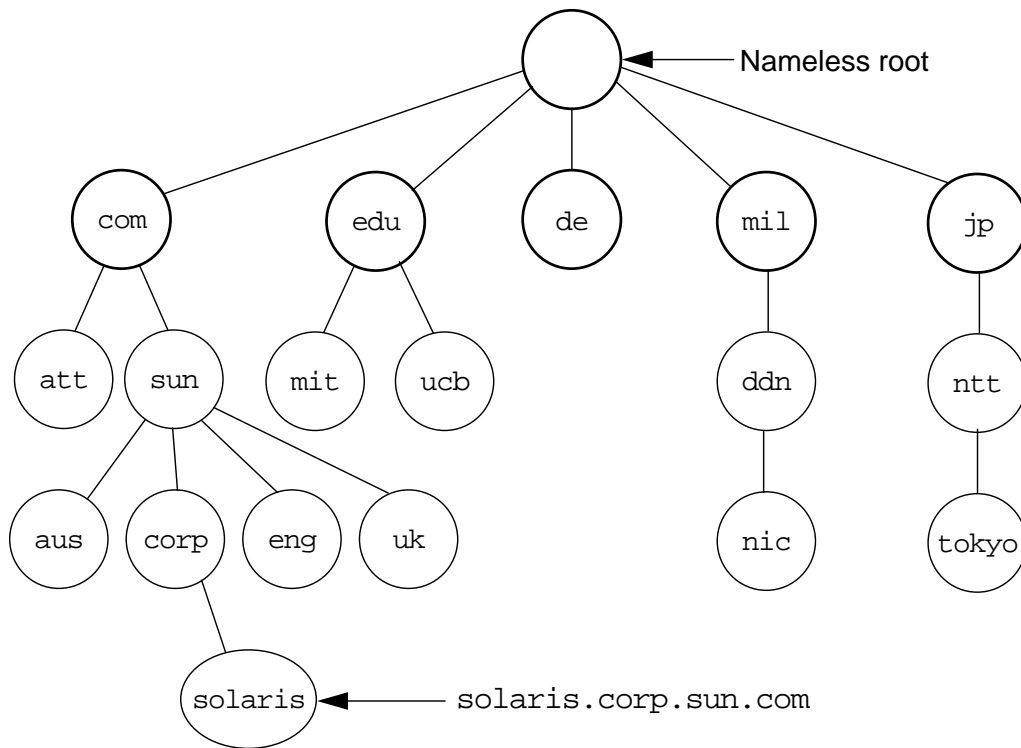 Nameless root
com
edu
de
mil
jp
att
sun
mit
ucb
ddn
ntt
aus
corp
eng
uk
nic
tokyo
solaris
solaris.corp.sun.com